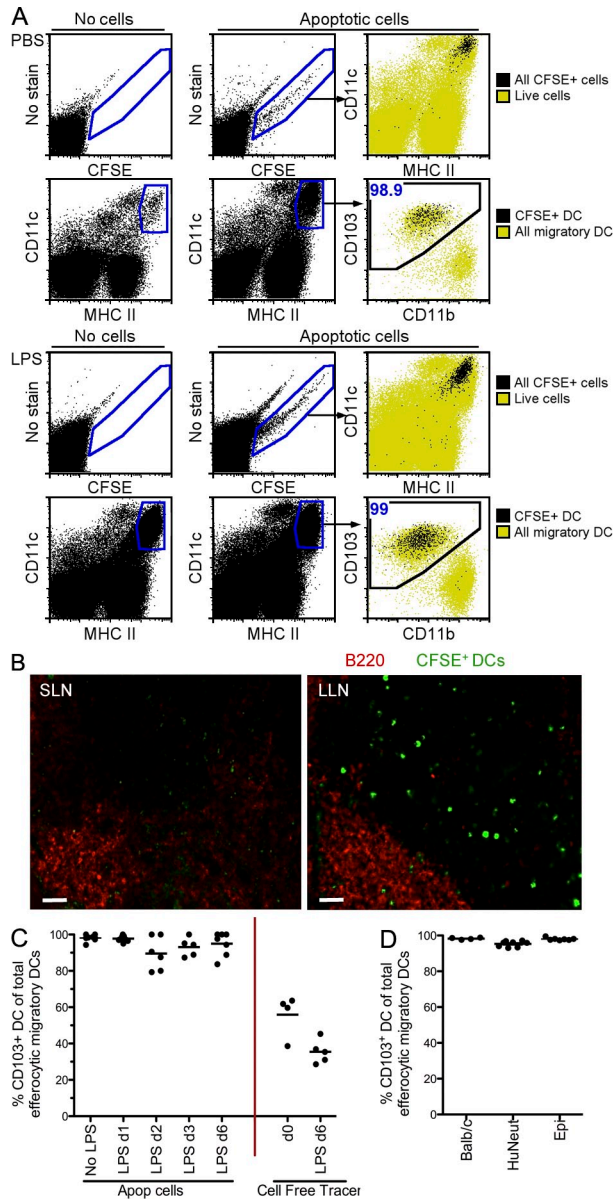 A
No cells
Apoptotic cells
PBS
No stain
CFSE
No stain
CFSE
CD11c
MHC II
All CFSE+ cells
Live cells
CD11c
MHC II
CD11c
MHC II
98.9
CD103
CD11b
CFSE+ DC
All migratory DC
No cells
Apoptotic cells
LPS
No stain
CFSE
No stain
CFSE
CD11c
MHC II
All CFSE+ cells
Live cells
CD11c
MHC II
CD11c
MHC II
99
CD103
CD11b
CFSE+ DC
All migratory DC
B
B220
CFSE⁺ DCs
SLN
LLN
C
% CD103+ DC of total
efferocytic migratory DCs
100
80
60
40
20
0
No LPS
LPS d1
LPS d2
LPS d3
LPS d6
d0
LPS d6
Apop cells
Cell Free Tracer
D
% CD103⁺ DC of total
efferocytic migratory DCs
100
80
60
40
20
0
Balb/c
HuNeut
Epi